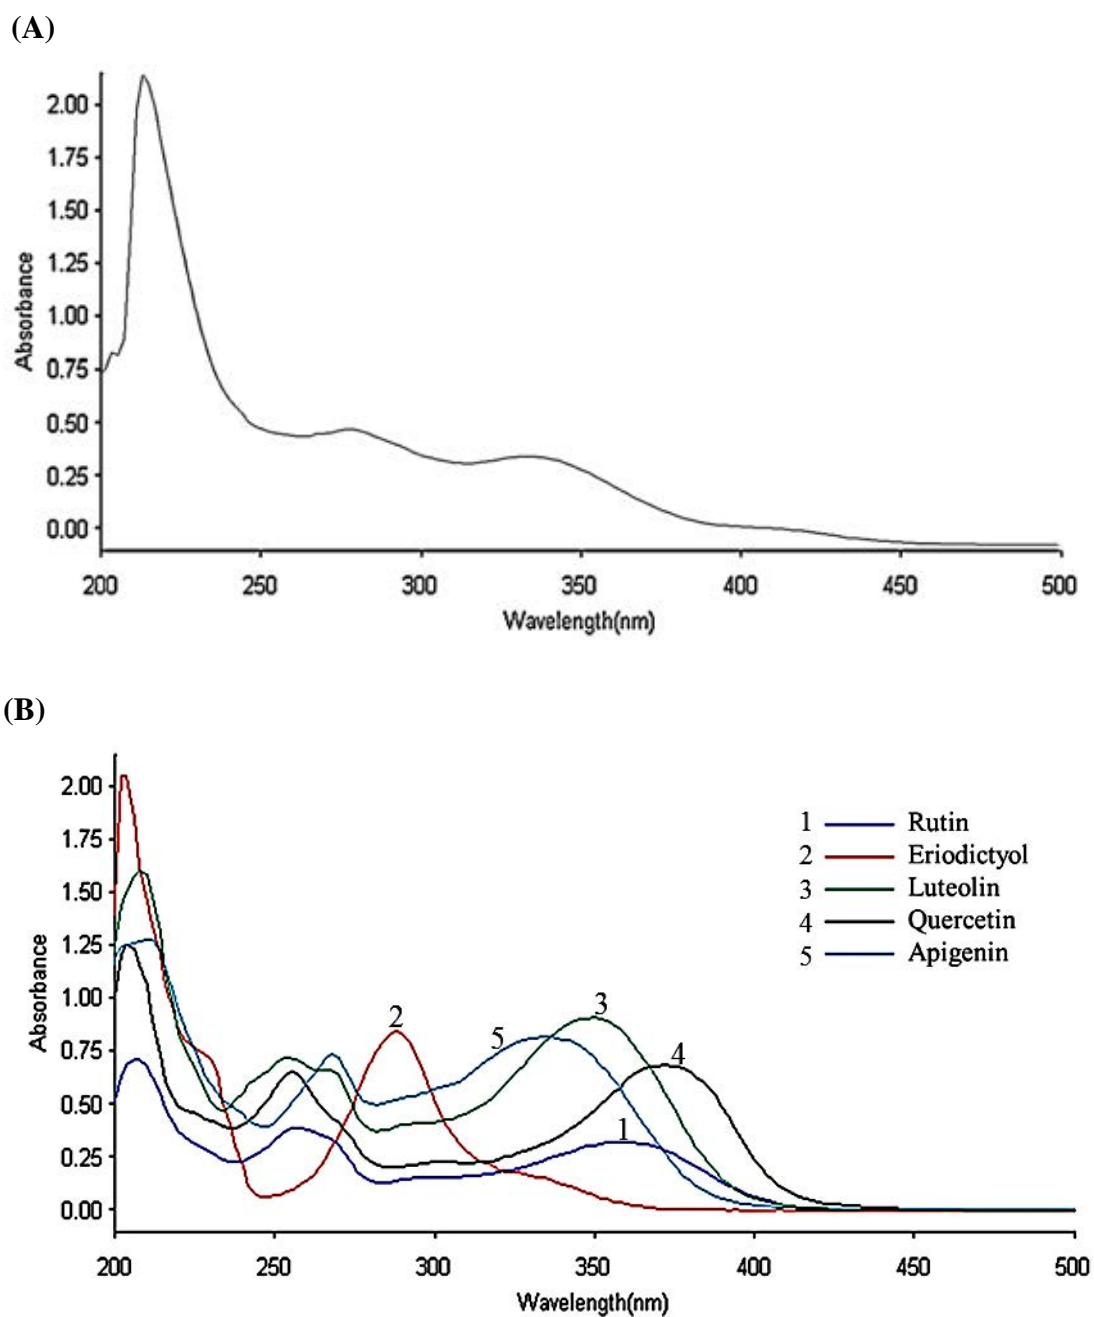 (A)
Absorbance
2.00
1.75
1.50
1.25
1.00
0.75
0.50
0.25
0.00
200 250 300 350 400 450 500
Wavelength(nm)
(B)
Absorbance
2.00
1.75
1.50
1.25
1.00
0.75
0.50
0.25
0.00
1 Rutin
2 Eriodictyol
3 Luteolin
4 Quercetin
5 Apigenin
2
5
3
4
1
200 250 300 350 400 450 500
Wavelength(nm)